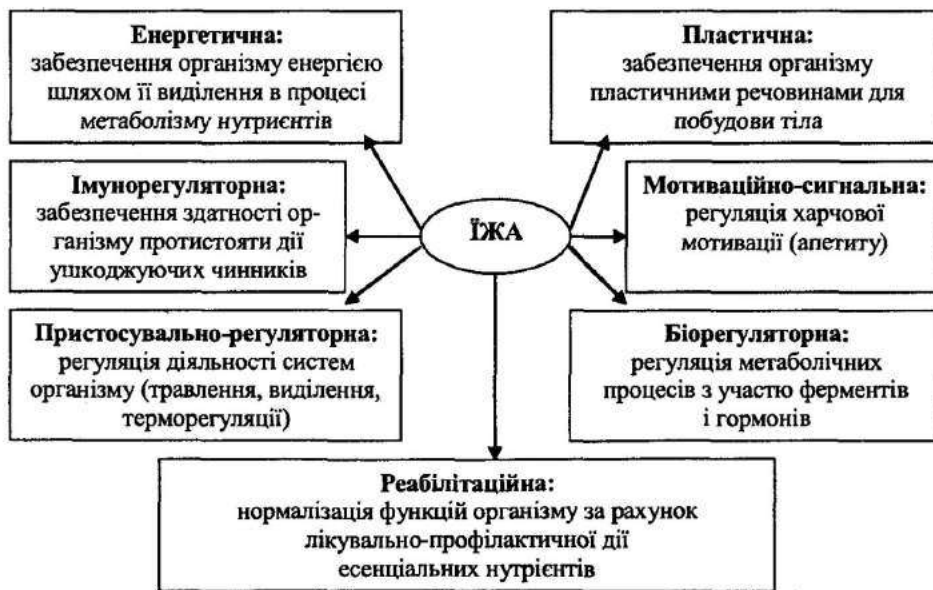 Енергетична:
забезпечення організму енергією
шляхом її виділення в процесі
метаболізму нутриєнтів
Пластична:
забезпечення організму
пластичними речовинами для
побудови тіла
Імунорегуляторна:
забезпечення здатності ор-
ганізму протистояти дії
ушкоджуючих чинників
ЇЖА
Мотиваційно-сигнальна:
регуляція харчової
мотивації (апетиту)
Пристосувально-регуляторна:
регуляція діяльності систем
організму (травлення, виділення,
терморегуляції)
Біорегуляторна:
регуляція метаболічних
процесів з участю ферментів
і гормонів
Реабілітаційна:
нормалізація функцій організму за рахунок
лікувально-профілактичної дії
есенціальних нутрієнтів